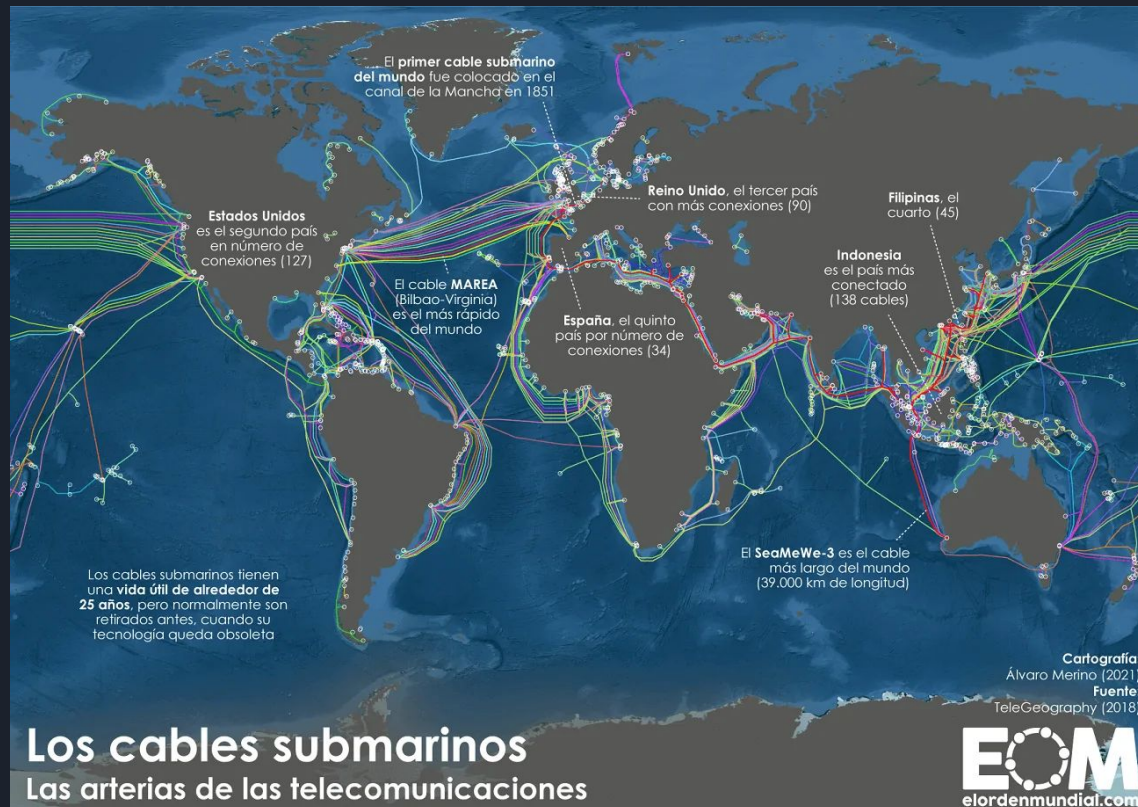 El primer cable submarino
del mundo fue colocado en el
canal de la Mancha en 1851
Reino Unido, el tercer país
con más conexiones (90)
Filipinas, el
cuarto (45)
Estados Unidos
es el segundo país
en número de
conexiones (127)
Indonesia
es el país más
conectado
(138 cables)
El cable MAREA
(Bilbao-Virginia)
es el más rápido
del mundo
España, el quinto
país por número de
conexiones (34)
El SeaMeWe-3 es el cable
más largo del mundo
(39.000 km de longitud)
Los cables submarinos tienen
una vida útil de alrededor de
25 años, pero normalmente son
retirados antes, cuando su
tecnología queda obsoleta
Cartografía
Álvaro Merino (2021)
Fuente
TeleGeography (2018)
Los cables submarinos
Las arterias de las telecomunicaciones
EOM
elordenmundial.com